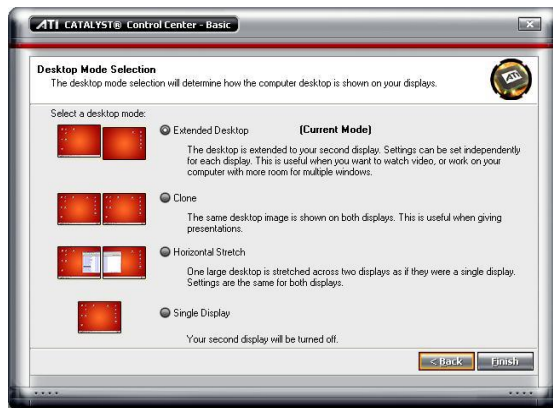 ATI CATALYST® Control Center - Basic
Desktop Mode Selection
The desktop mode selection will determine how the computer desktop is shown on your displays.
ATI
Select a desktop mode:
Extended Desktop (Current Mode)
The desktop is extended to your second display. Settings can be set independently
for each display. This is useful when you want to watch video, or work on your
computer with more room for multiple windows.
Clone
The same desktop image is shown on both displays. This is useful when giving
presentations.
Horizontal Stretch
One large desktop is stretched across two displays as if they were a single display.
Settings are the same for both displays.
Single Display
Your second display will be turned off.
< Back Finish